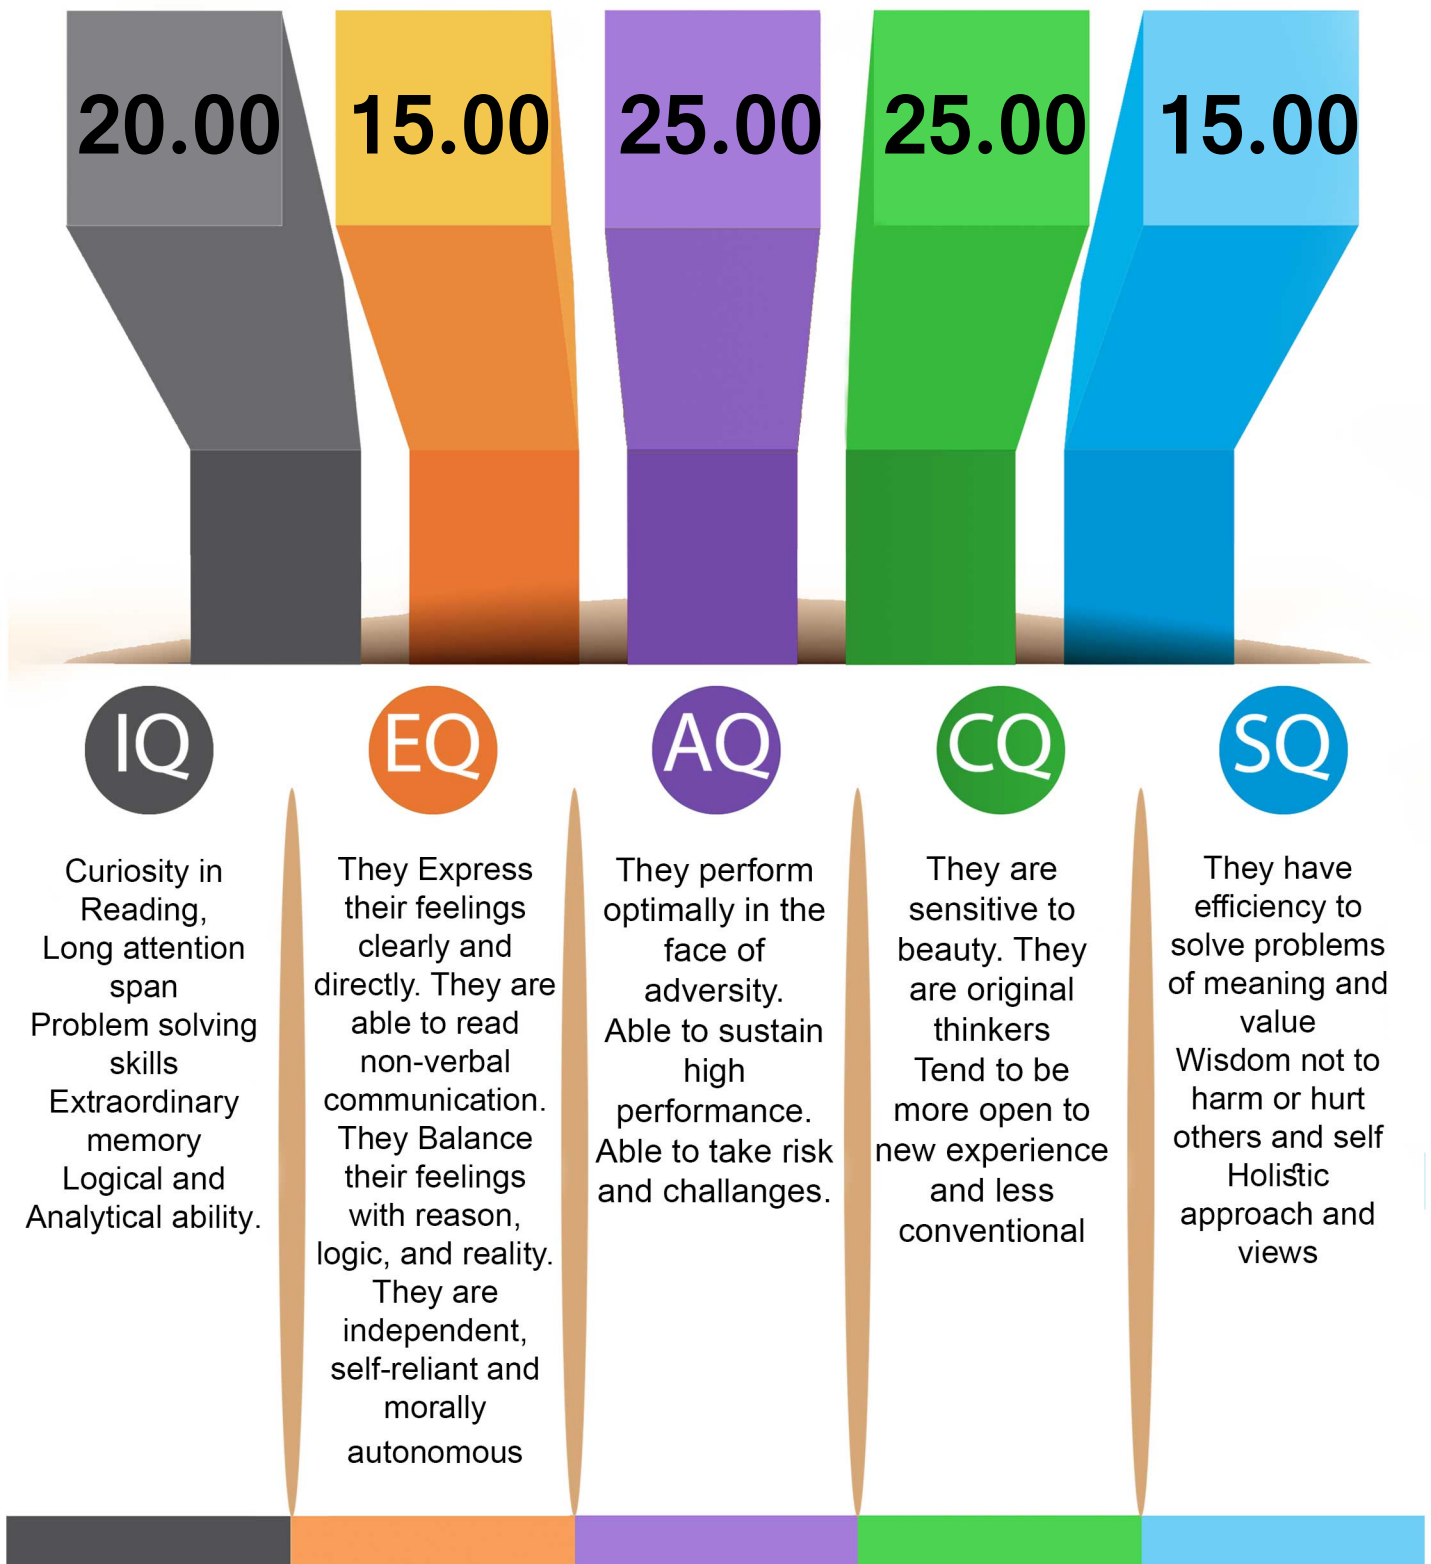 20.00
15.00
25.00
25.00
15.00
IQ
EQ
AQ
CQ
SQ
Curiosity in
Reading,
Long attention
span
Problem solving
skills
Extraordinary
memory
Logical and
Analytical ability.
They Express
their feelings
clearly and
directly. They are
able to read
non-verbal
communication.
They Balance
their feelings
with reason,
logic, and reality.
They are
independent,
self-reliant and
morally
autonomous
They perform
optimally in the
face of
adversity.
Able to sustain
high
performance.
Able to take risk
and challanges.
They are
sensitive to
beauty. They
are original
thinkers
Tend to be
more open to
new experience
and less
conventional
They have
efficiency to
solve problems
of meaning and
value
Wisdom not to
harm or hurt
others and self
Holistic
approach and
views